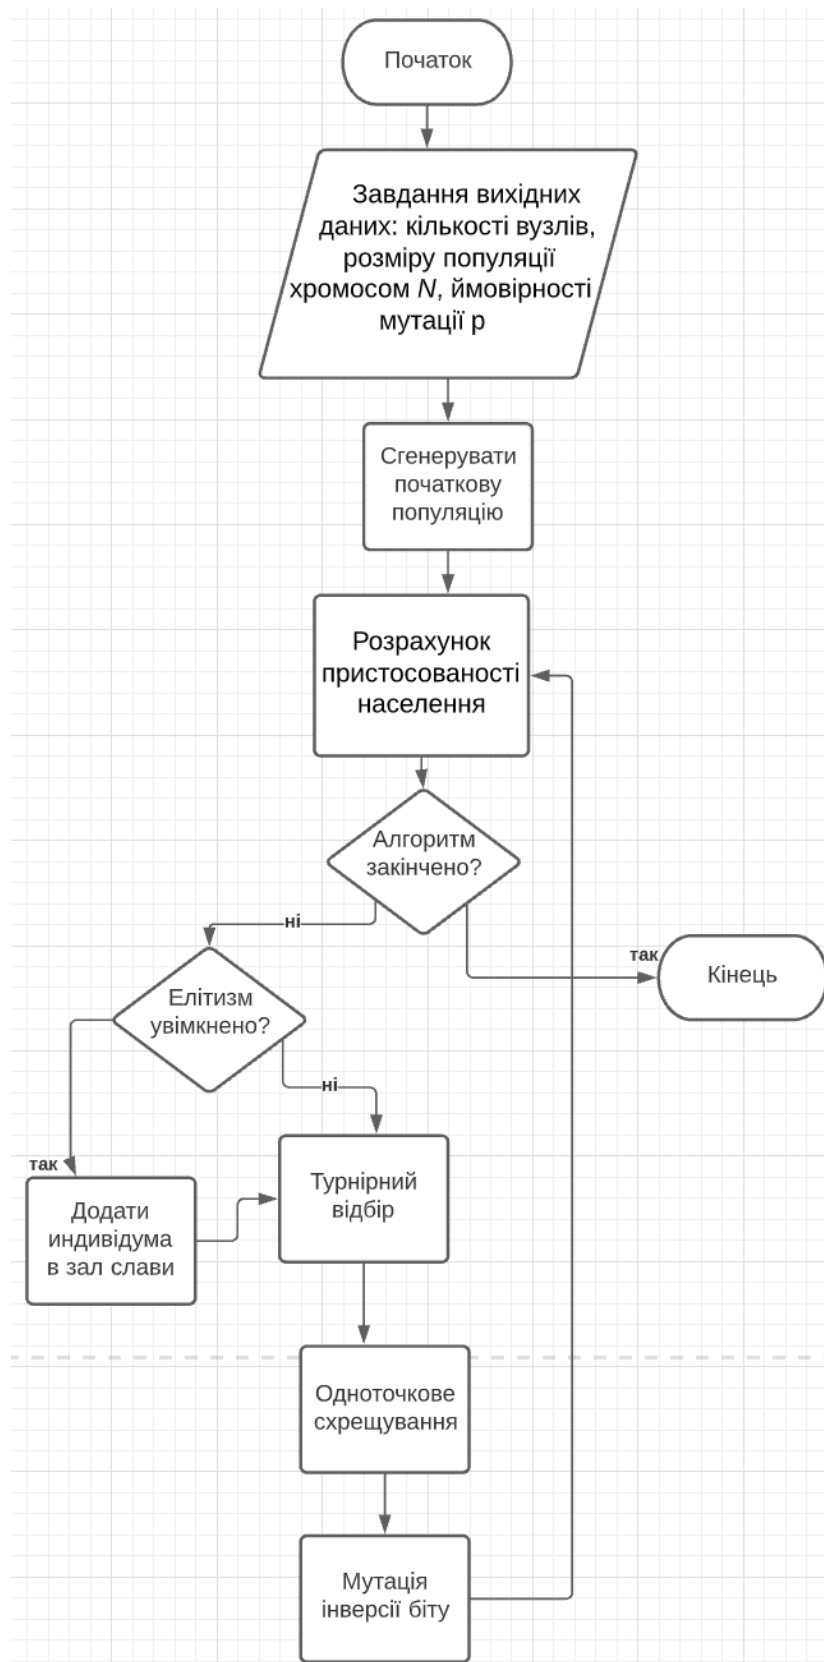 Початок
Завдання вихідних
даних: кількості вузлів,
розміру популяції
хромосом N, ймовірності
мутації р
Сгенерувати
початкову
популяцію
Розрахунок
пристосованості
населення
Алгоритм
закінчено?
ні
так
Кінець
Елітизм
увімкнено?
ні
так
Додати
індивідума
в зал слави
Турнірний
відбір
Одноточкове
схрещування
Мутація
інверсії біту